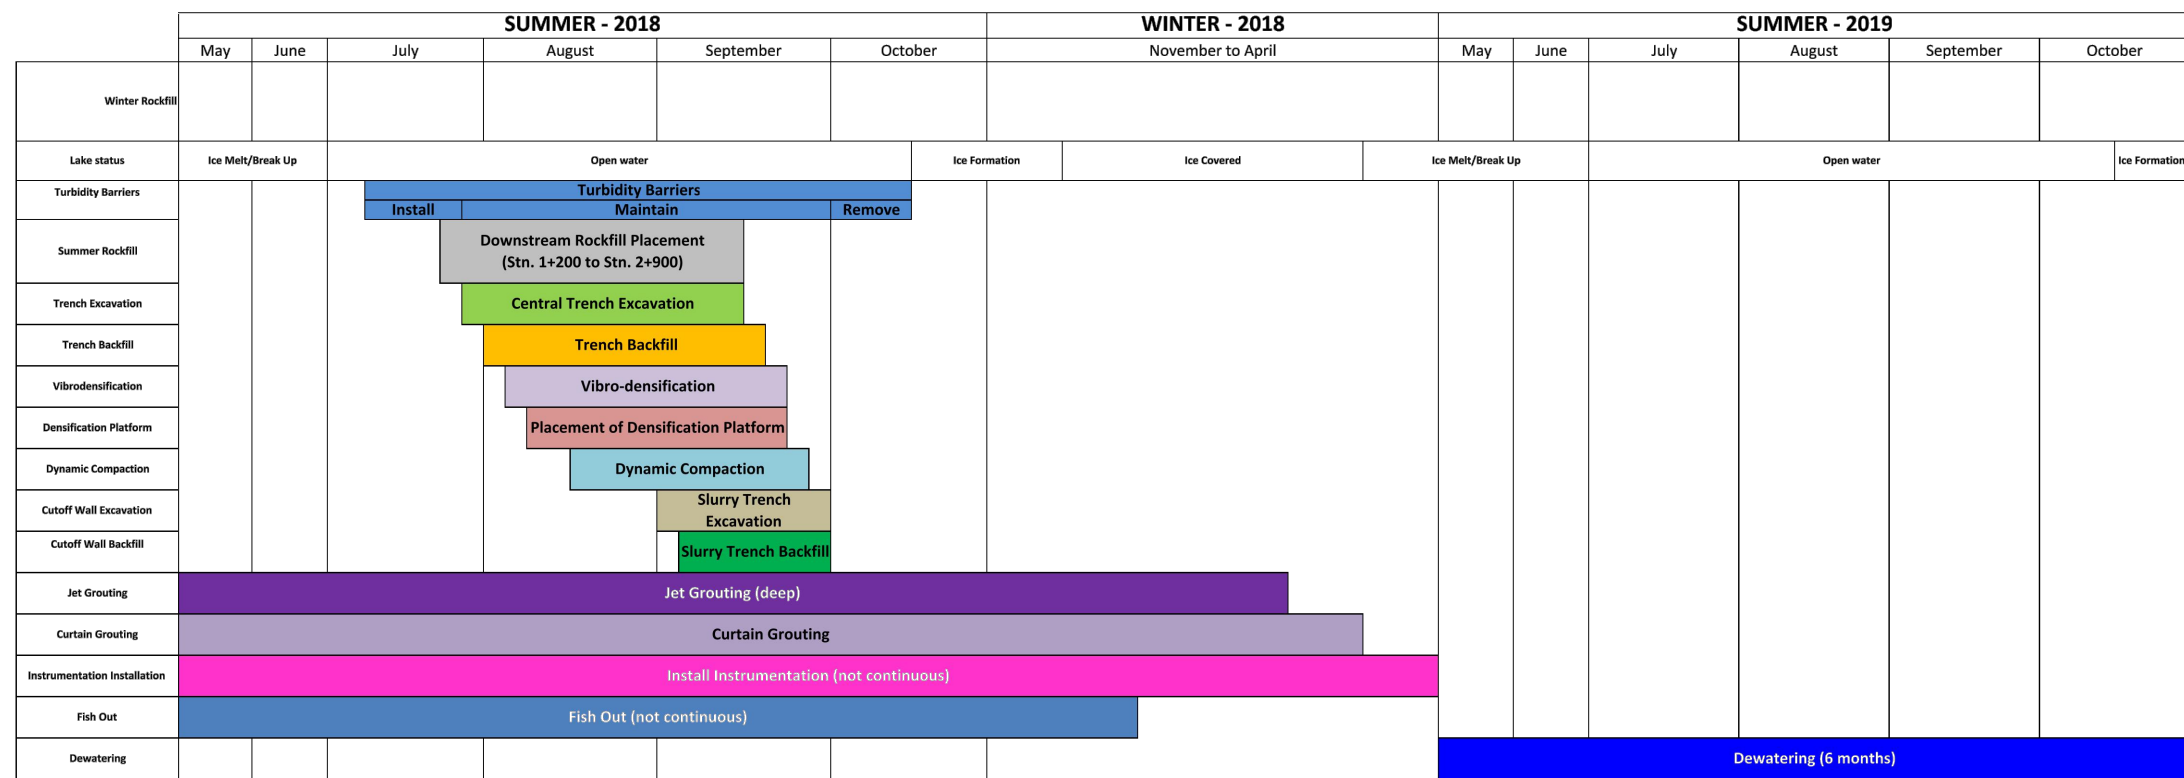 SUMMER - 2018 WINTER - 2018 SUMMER - 2019
May June July August September October November to April May June July August September October
Winter Rockfill
Lake status Ice Melt/Break Up Open water Ice Formation Ice Covered Ice Melt/Break Up Open water Ice Formation
Turbidity Barriers Turbidity Barriers
Install Maintain Remove
Summer Rockfill Downstream Rockfill Placement
(Stn. 1+200 to Stn. 2+900)
Trench Excavation Central Trench Excavation
Trench Backfill Trench Backfill
Vibrodensification Vibro-densification
Densification Platform Placement of Densification Platform
Dynamic Compaction Dynamic Compaction
Cutoff Wall Excavation Slurry Trench
Excavation
Cutoff Wall Backfill Slurry Trench Backfill
Jet Grouting Jet Grouting (deep)
Curtain Grouting Curtain Grouting
Instrumentation Installation Install Instrumentation (not continuous)
Fish Out Fish Out (not continuous)
Dewatering Dewatering (6 months)